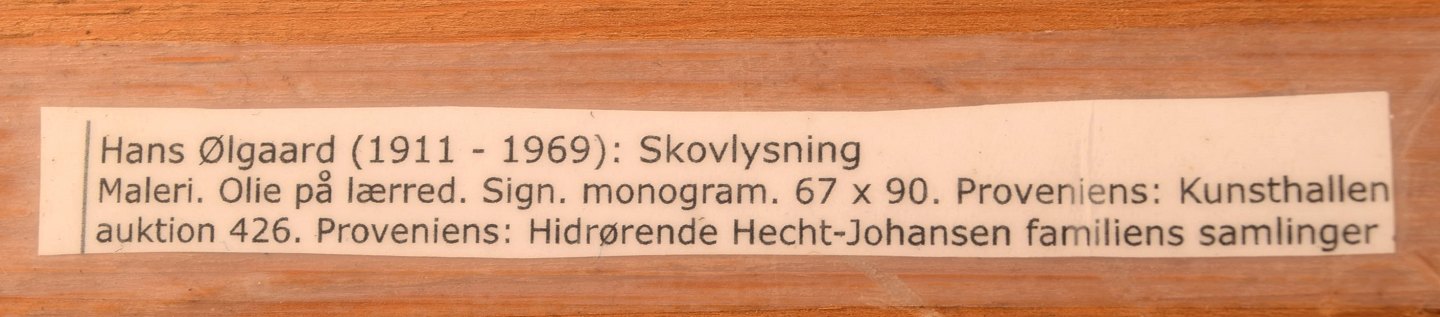 Hans Ølgaard (1911 - 1969): Skovlysning
Maleri. Olie på lærred. Sign. monogram. 67 x 90. Proveniens: Kunsthallen
auktion 426. Proveniens: Hidrørende Hecht-Johansen familiens samlinger